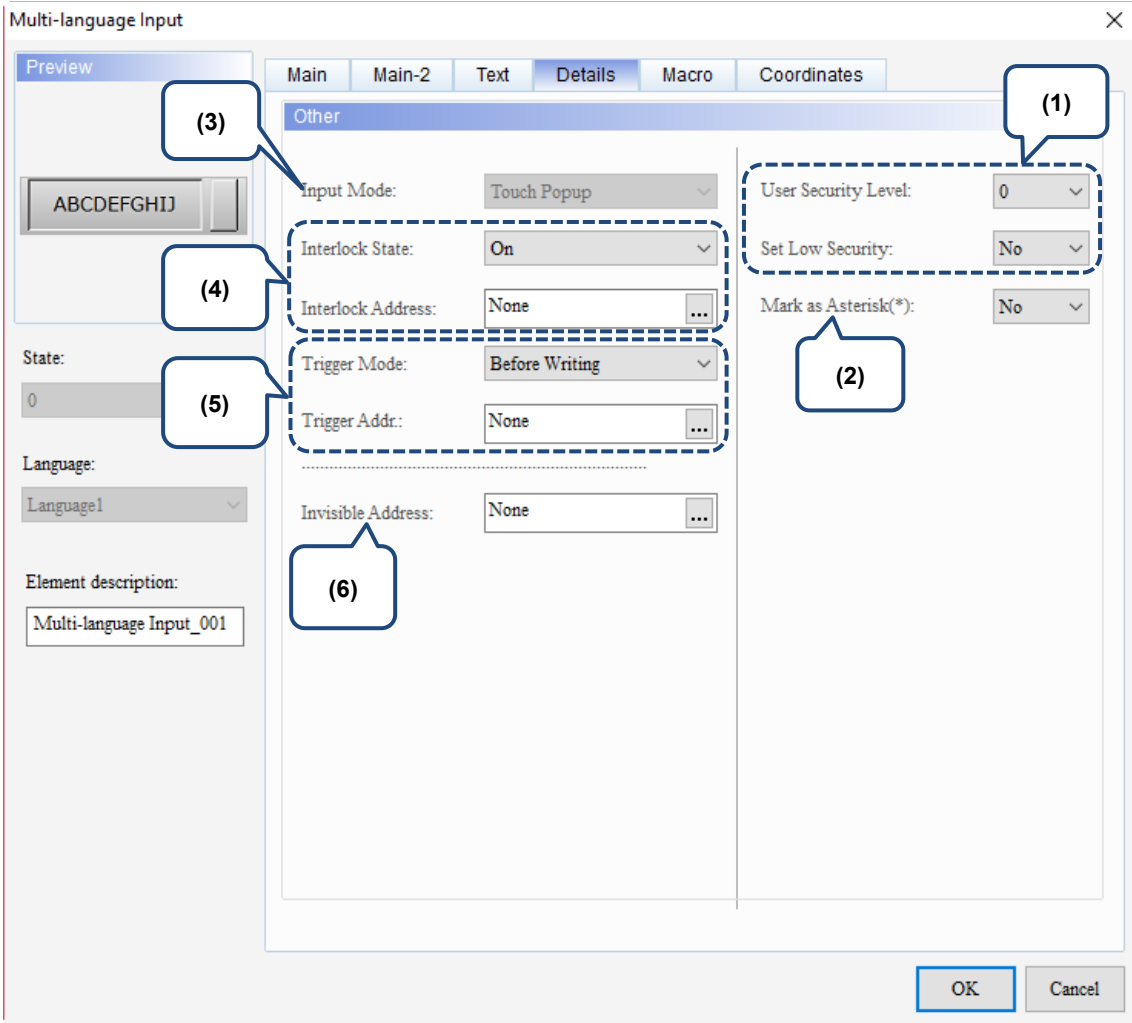 Multi-language Input
Preview
ABCDEFGHIJ
State:
0
Language:
Language1
Element description:
Multi-language Input_001
Main Main-2 Text Details Macro Coordinates
Other
(3)
(1)
Input Mode: Touch Popup
User Security Level: 0
Interlock State: On
Set Low Security: No
(4)
Interlock Address: None ...
Mark as Asterisk(*): No
(2)
Trigger Mode: Before Writing
(5)
Trigger Addr.: None ...
Invisible Address: None ...
(6)
OK Cancel